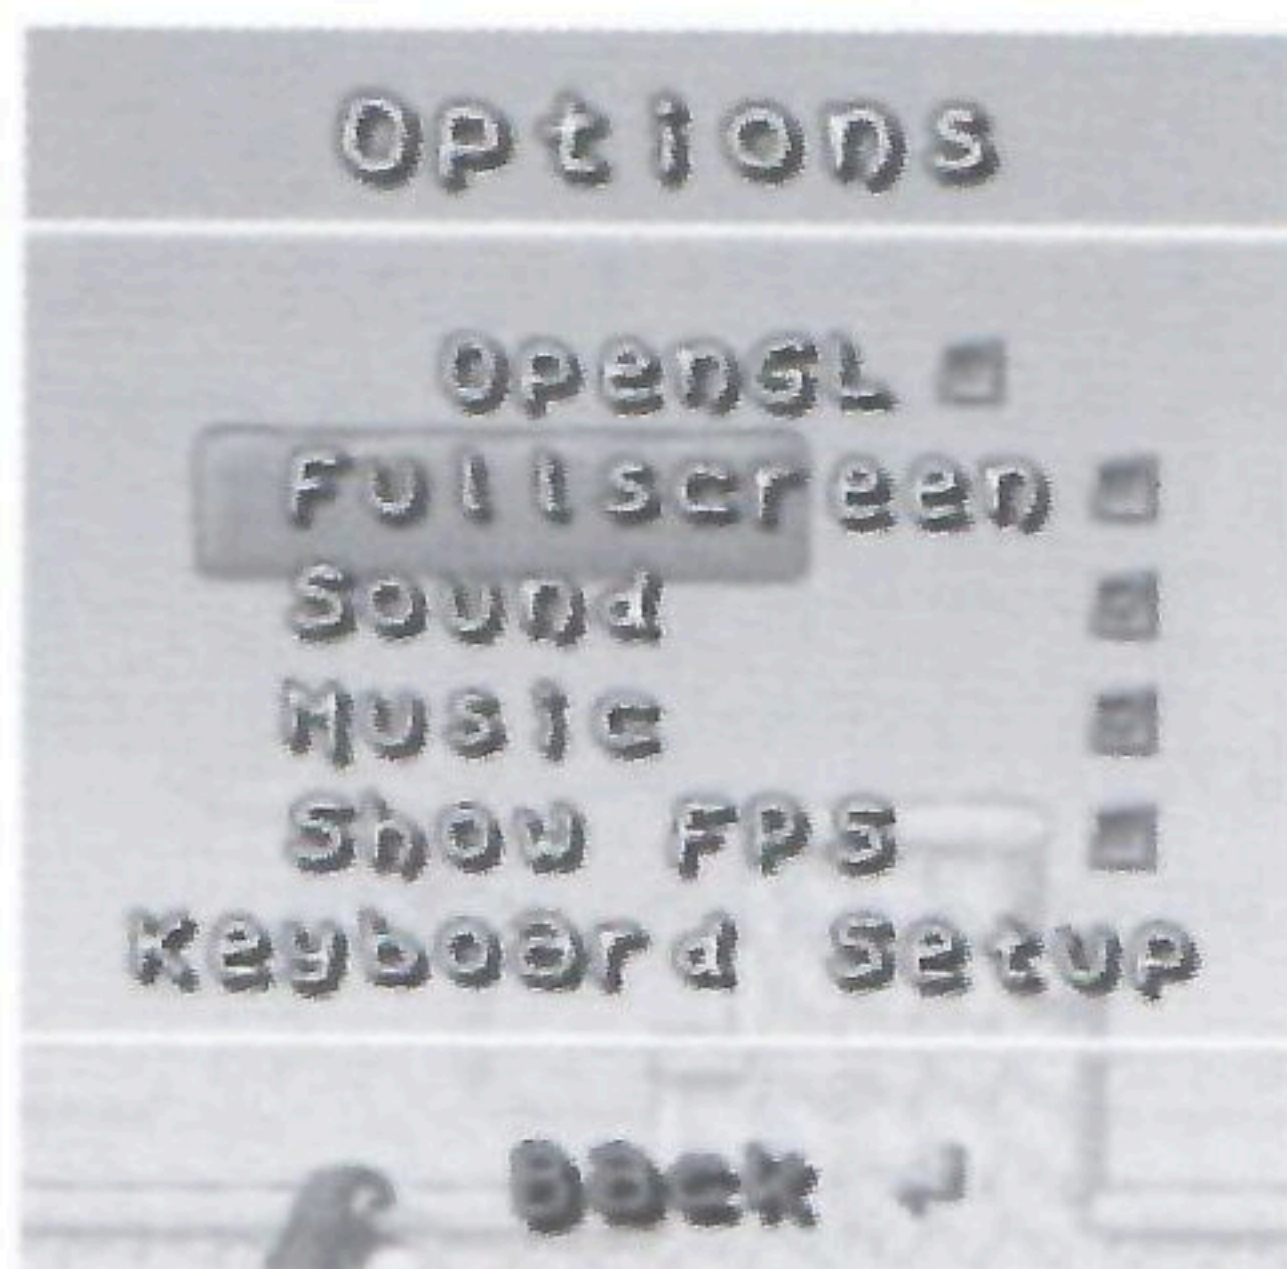 Options
OpenGL
Fullscreen
Sound
Music
Show FPS
Keyboard Setup
Back